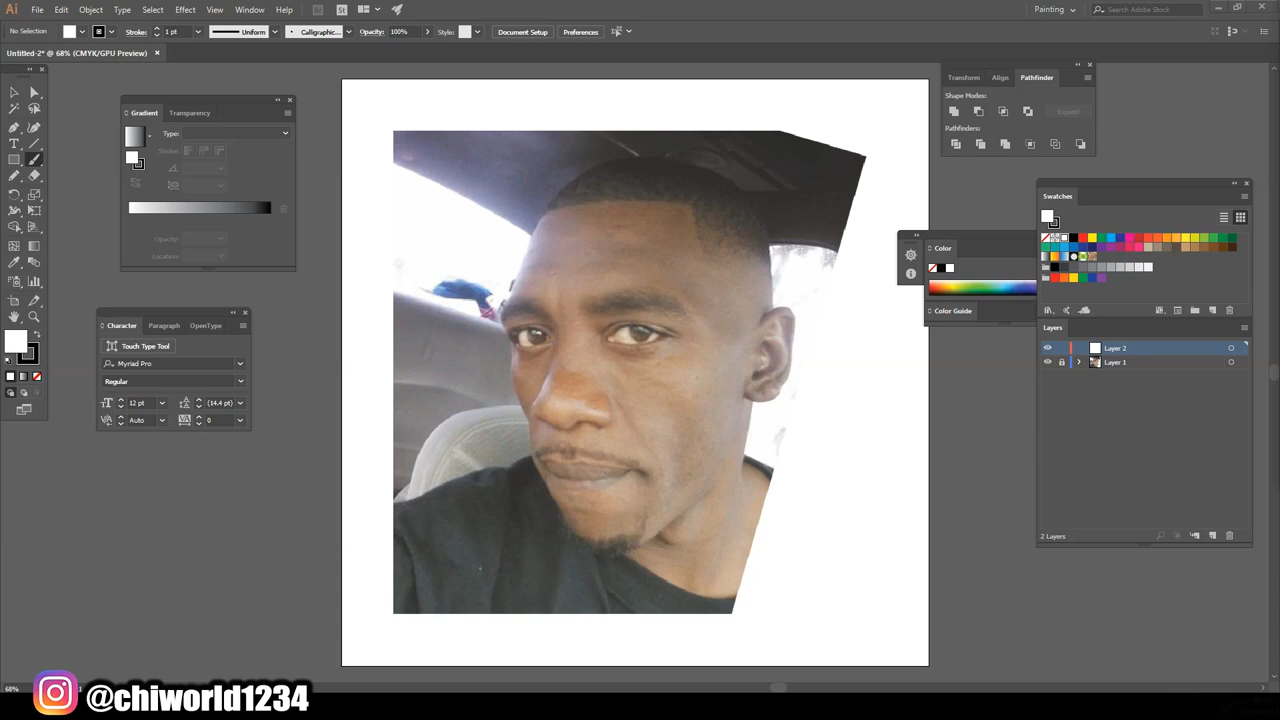 Ai File Edit Object Type Select Effect View Window Help Br St Painting Search Adobe Stock
No Selection Stroke: 1 pt Uniform Calligraphic... Opacity: 100% Style: Document Setup Preferences
Untitled-2* @ 68% (CMYK/GPU Preview)
Gradient Transparency
Type:
Stroke:
Opacity:
Location:
Character Paragraph OpenType
Touch Type Tool
Myriad Pro
Regular
12 pt (14.4 pt)
Auto 0
Transform Align Pathfinder
Shape Modes:
Expand
Pathfinders:
Swatches
Color
Color Guide
Layers
Layer 2
Layer 1
2 Layers
68%
@chiworld1234